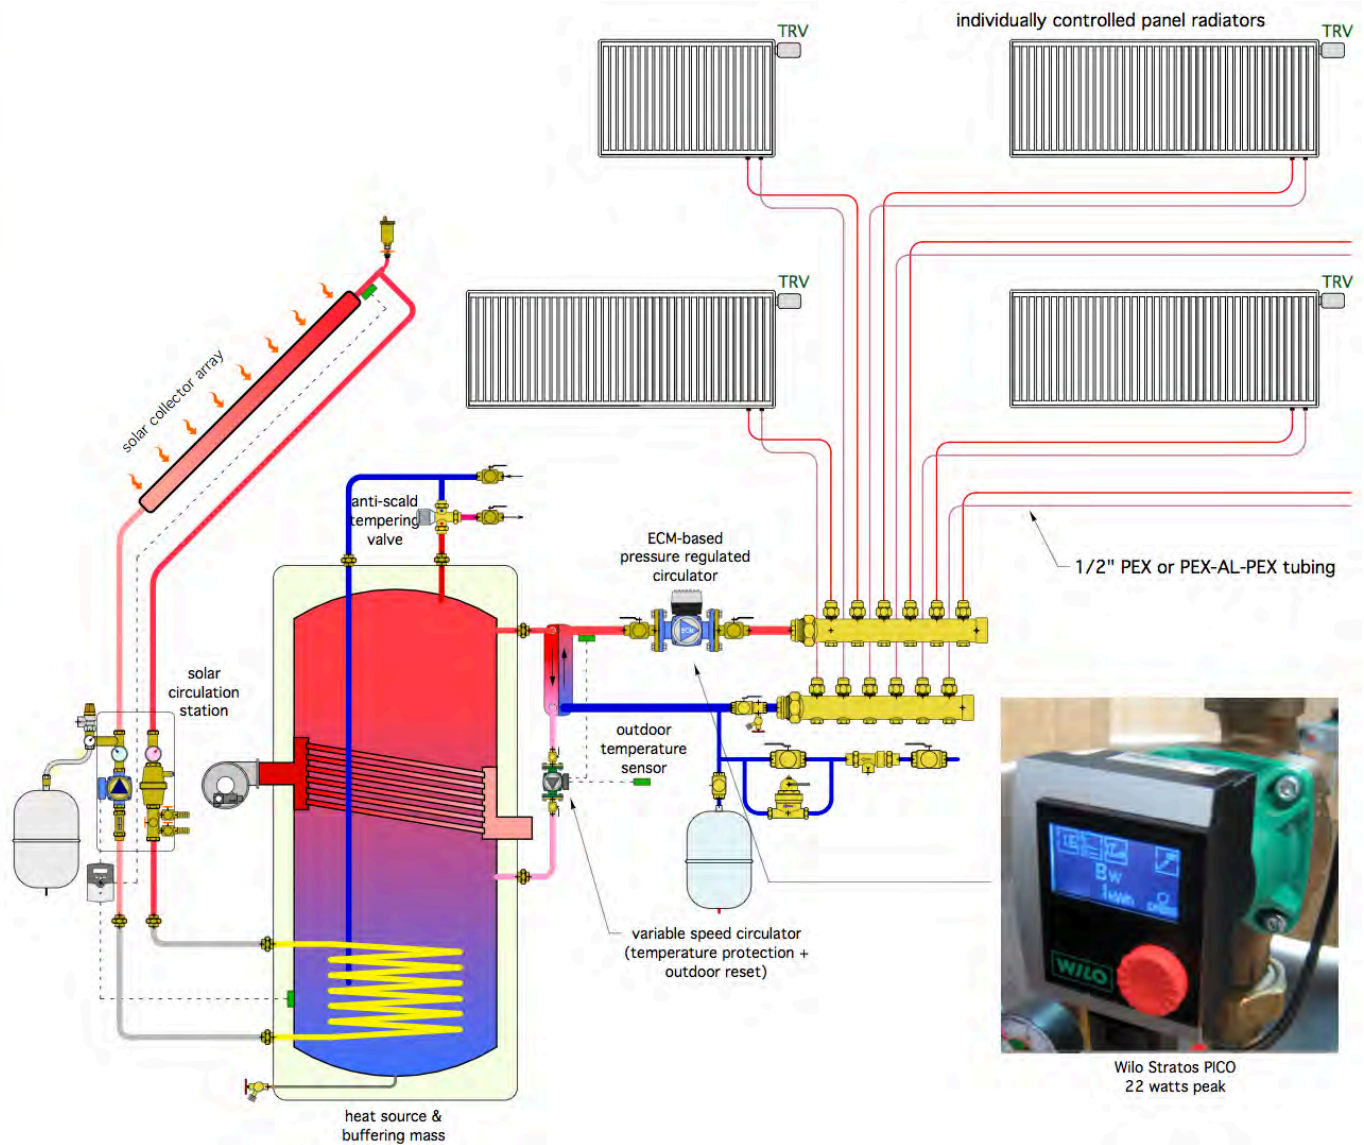 individually controlled panel radiators
TRV
TRV
TRV
TRV
solar collector array
anti-scald
tempering
valve
ECM-based
pressure regulated
circulator
1/2" PEX or PEX-AL-PEX tubing
ECM
solar
circulation
station
outdoor
temperature
sensor
variable speed circulator
(temperature protection +
outdoor reset)
WILO
Wilo Stratos PICO
22 watts peak
heat source &
buffering mass